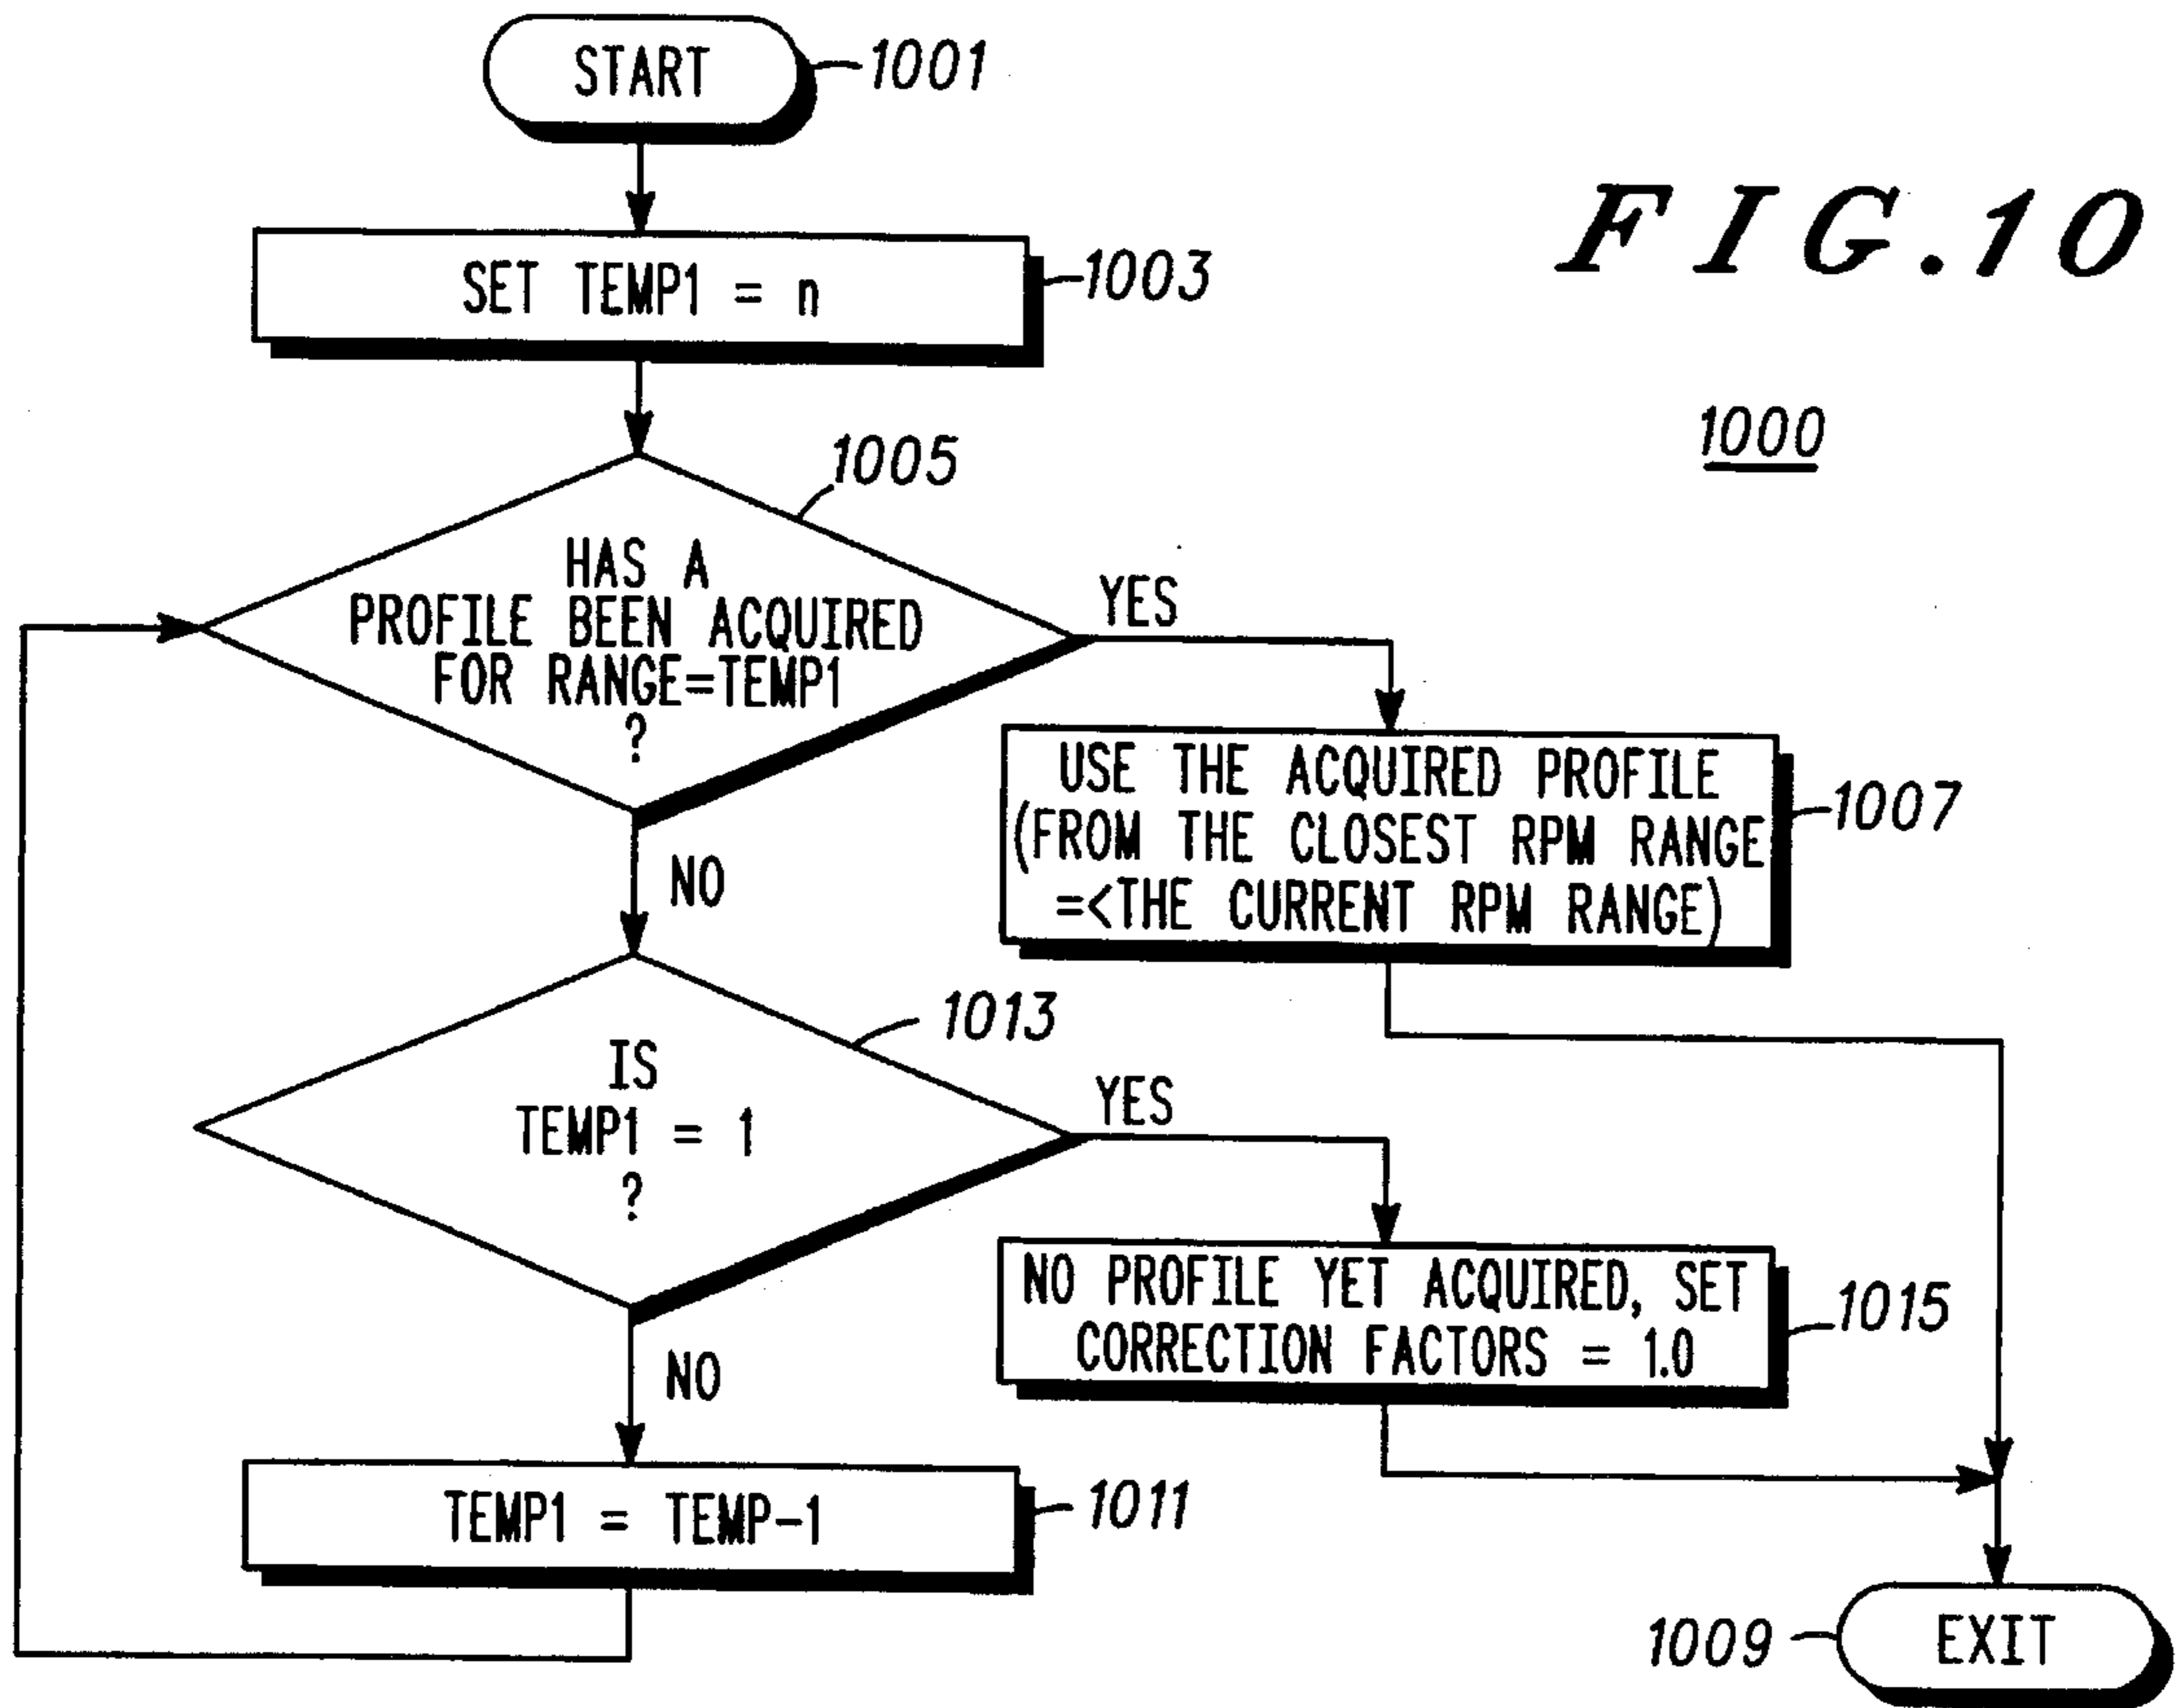 START
1001
FIG.10
SET TEMP1 = n
1003
1000
1005
HAS A
PROFILE BEEN ACQUIRED
FOR RANGE=TEMP1
?
YES
NO
USE THE ACQUIRED PROFILE
(FROM THE CLOSEST RPM RANGE
=<THE CURRENT RPM RANGE)
1007
1013
IS
TEMP1 = 1
?
YES
NO
NO PROFILE YET ACQUIRED, SET
CORRECTION FACTORS = 1.0
1015
TEMP1 = TEMP-1
1011
1009
EXIT